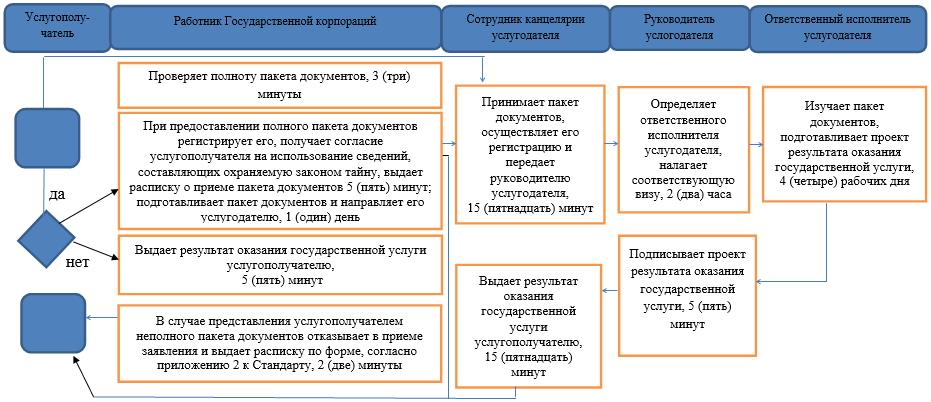 Услугополу-
чатель
Работник Государственной корпораций
Сотрудник канцелярии
услугодателя
Руководитель
услогодателя
Ответственный исполнитель
услугодателя
Проверяет полноту пакета документов, 3 (три)
минуты
При предоставлении полного пакета документов
регистрирует его, получает согласие
услугополучателя на использование сведений,
составляющих охраняемую законом тайну, выдает
расписку о приеме пакета документов 5 (пять) минут;
подготавливает пакет документов и направляет его
услугодателю, 1 (один) день
да
нет
Выдает результат оказания государственной услуги
услугополучателю,
5 (пять) минут
В случае представления услугополучателем
неполного пакета документов отказывает в приеме
заявления и выдает расписку по форме, согласно
приложению 2 к Стандарту, 2 (две) минуты
Принимает пакет
документов,
осуществляет его
регистрацию и
передает
руководителю
услугодателя,
15 (пятнадцать) минут
Определяет
ответственного
исполнителя
услугодателя,
налагает
соответствующую
визу, 2 (два) часа
Изучает пакет
документов,
подготавливает проект
результата оказания
государственной услуги,
4 (четыре) рабочих дня
Подписывает проект
результата оказания
государственной
услуги, 5 (пять)
минут
Выдает результат
оказания
государственной
услуги
услугополучателю,
15 (пятнадцать)
минут